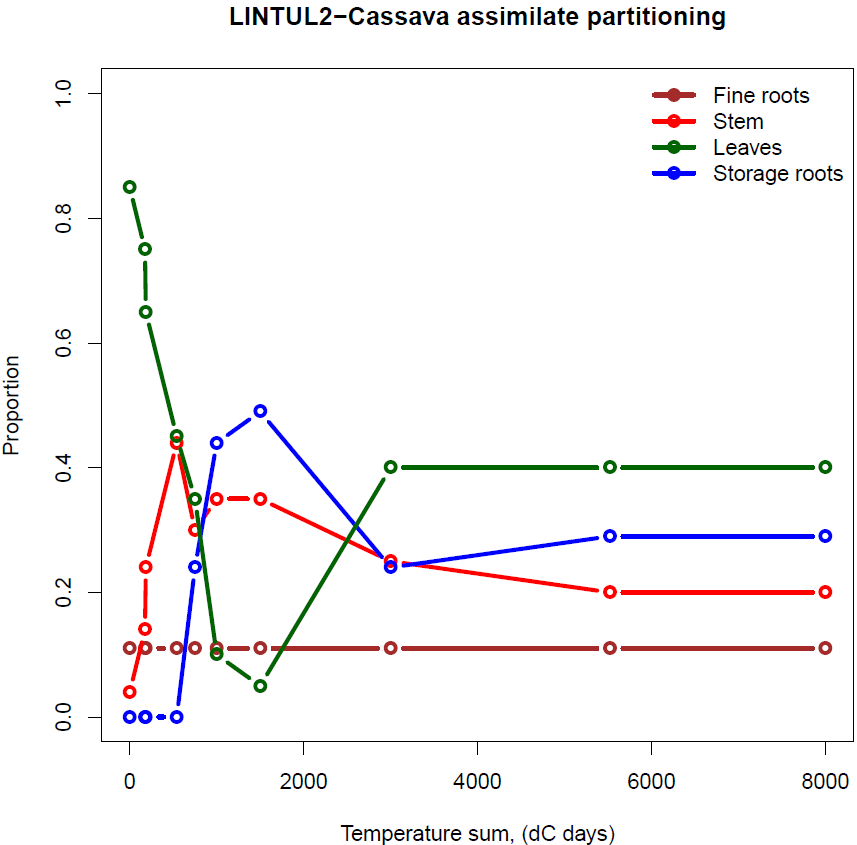 LINTUL2−Cassava assimilate partitioning
Fine roots
Stem
Leaves
Storage roots
Proportion
1.0
0.8
0.6
0.4
0.2
0.0
0 2000 4000 6000 8000
Temperature sum, (dC days)